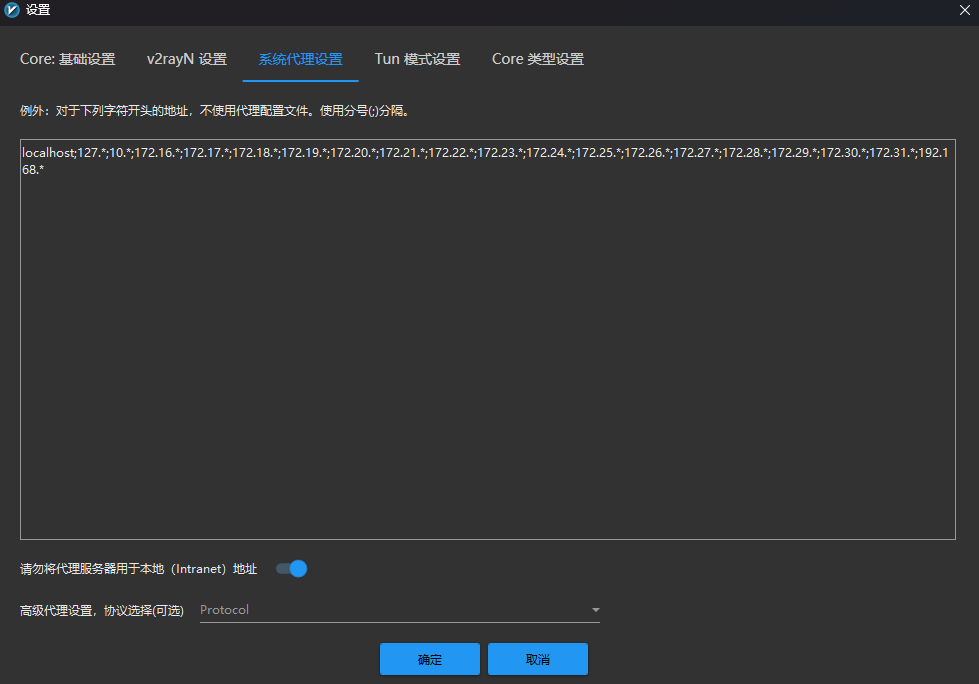 设置
Core: 基础设置 v2rayN 设置 系统代理设置 Tun 模式设置 Core 类型设置
例外：对于下列字符开头的地址，不使用代理配置文件。使用分号(;)分隔。
localhost;127.*;10.*;172.16.*;172.17.*;172.18.*;172.19.*;172.20.*;172.21.*;172.22.*;172.23.*;172.24.*;172.25.*;172.26.*;172.27.*;172.28.*;172.29.*;172.30.*;172.31.*;192.1
68.*
请勿将代理服务器用于本地（Intranet）地址
高级代理设置，协议选择(可选) Protocol
确定 取消